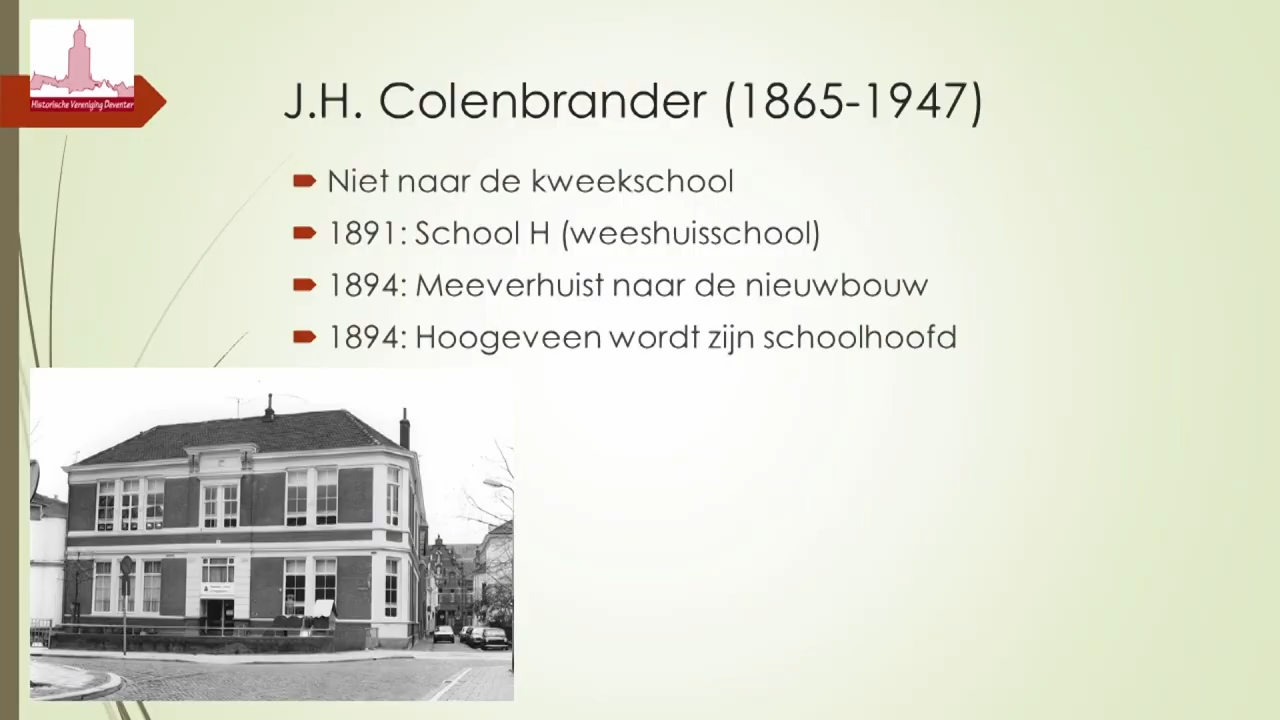 Historische Vereniging Deventer
J.H. Colenbrander (1865-1947)
Niet naar de kweekschool
1891: School H (weeshuisschool)
1894: Meeverhuist naar de nieuwbouw
1894: Hoogeveen wordt zijn schoolhoofd